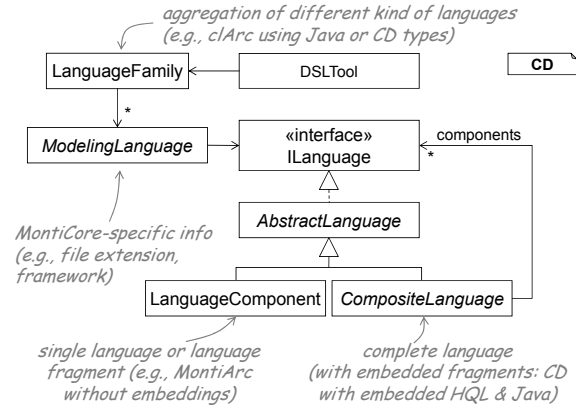 aggregation of different kind of languages
(e.g., clArc using Java or CD types)
LanguageFamily
DSLTool
CD
*
«interface»
ILanguage
components
*
ModelingLanguage
AbstractLanguage
MontiCore-specific info
(e.g., file extension,
framework)
LanguageComponent
CompositeLanguage
single language or language
fragment (e.g., MontiArc
without embeddings)
complete language
(with embedded fragments: CD
with embedded HQL & Java)